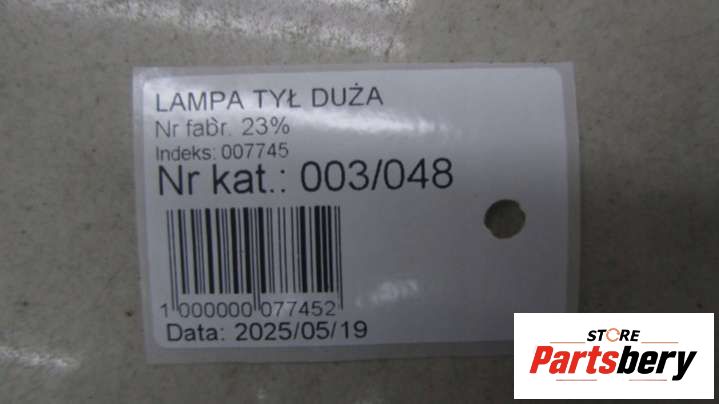 LAMPA TYŁ DUŻA
Nr fabr. 23%
Indeks: 007745
Nr kat.: 003/048
1 000000 077452
Data: 2025/05/19
STORE
Partsbery